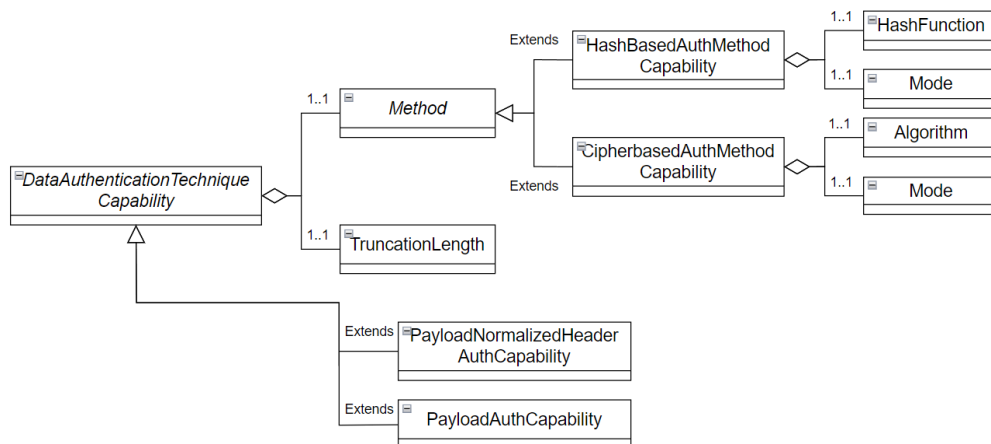 1..1
HashFunction
Extends
HashBasedAuthMethod
Capability
1..1
Mode
1..1
Method
1..1
Algorithm
CipherbasedAuthMethod
Capability
Extends
1..1
Mode
DataAuthenticationTechnique
Capability
1..1
TruncationLength
Extends
PayloadNormalizedHeader
AuthCapability
Extends
PayloadAuthCapability